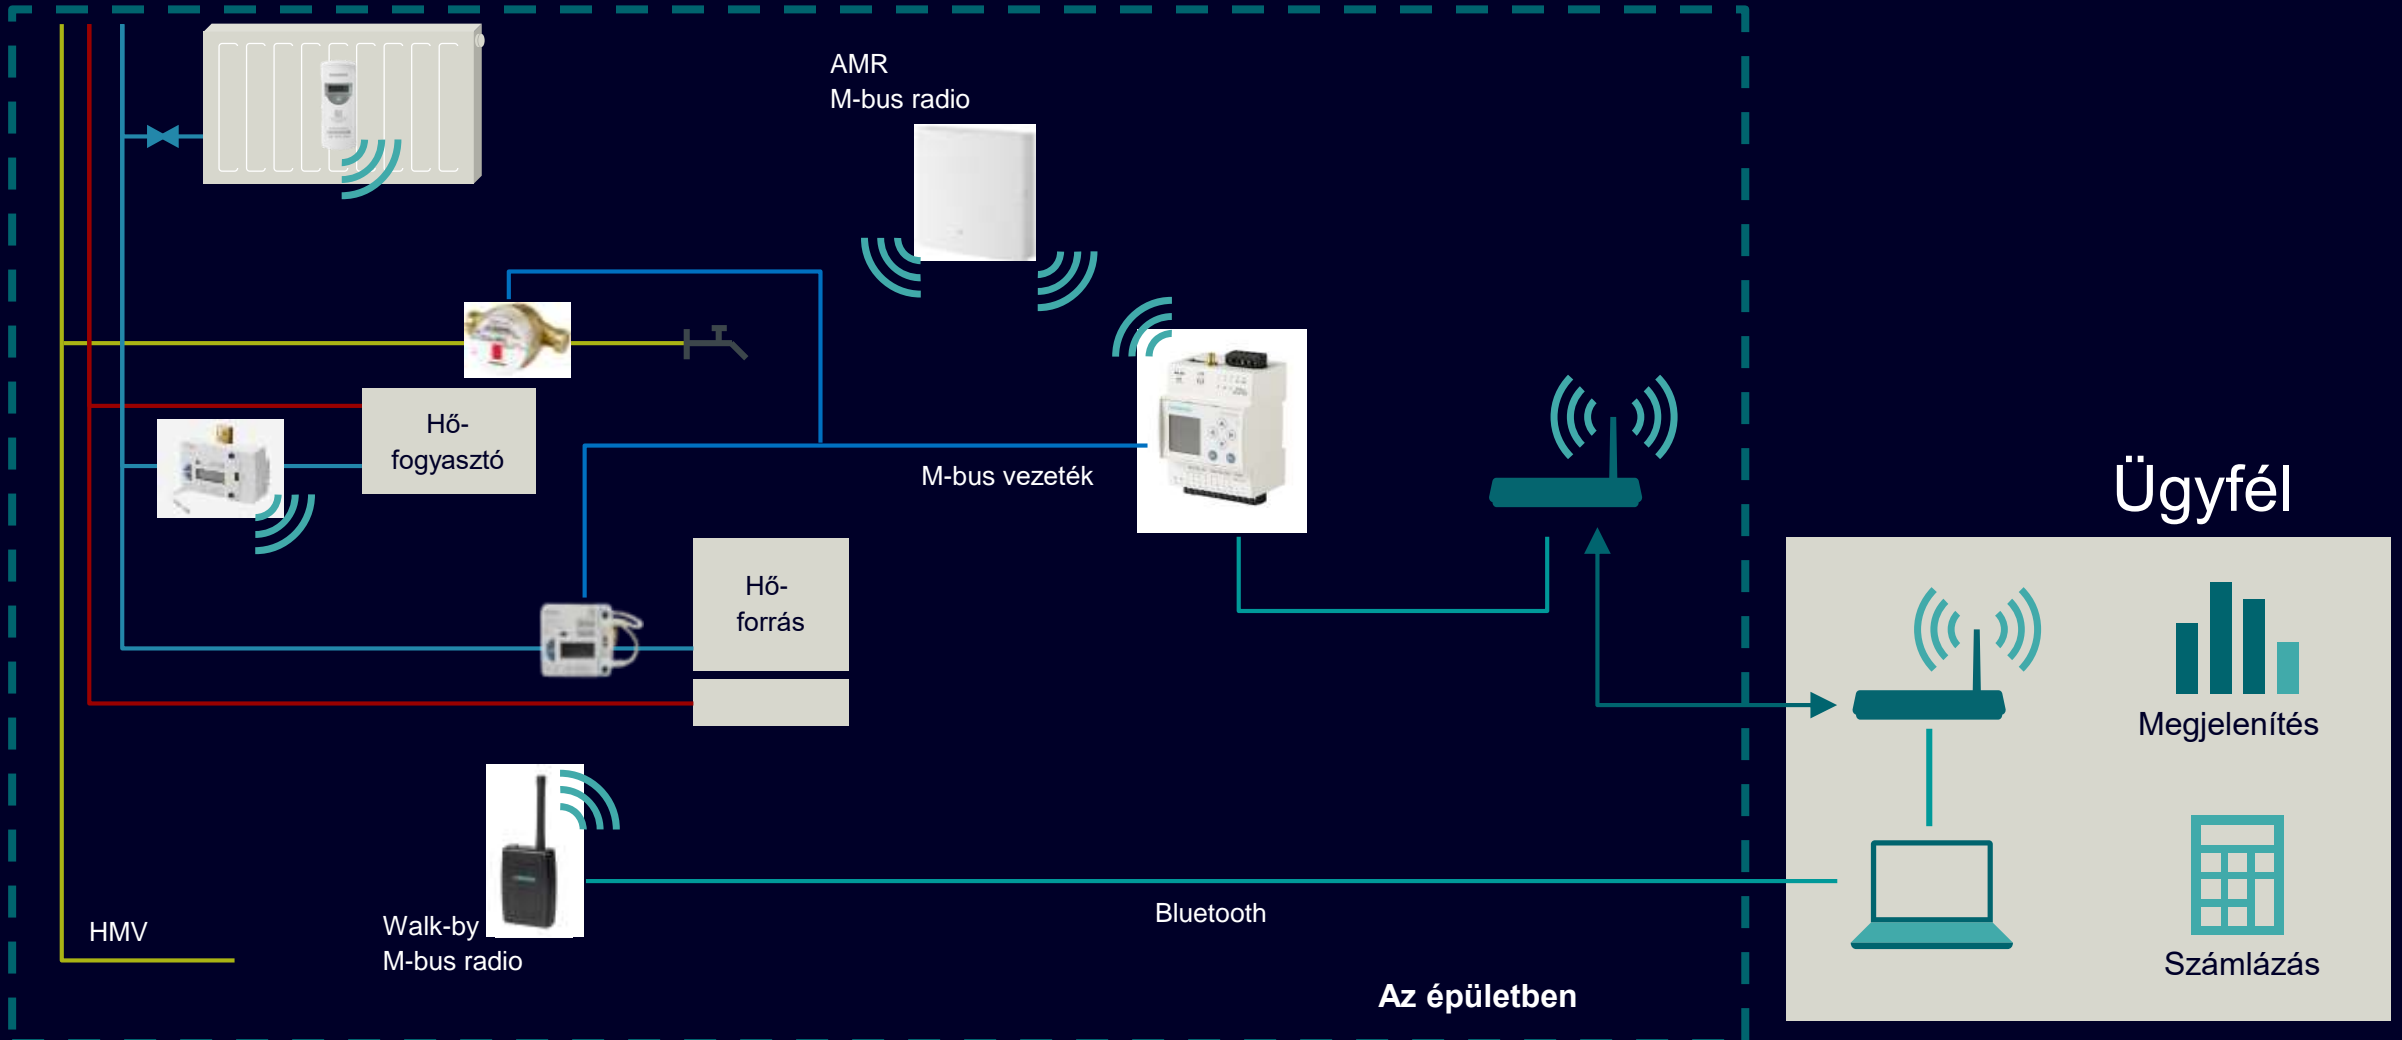 AMR
M-bus radio
Hő-
fogyasztó
M-bus vezeték
Ügyfél
Hő-
forrás
Megjelenítés
HMV
Walk-by
M-bus radio
Bluetooth
Számlázás
Az épületben